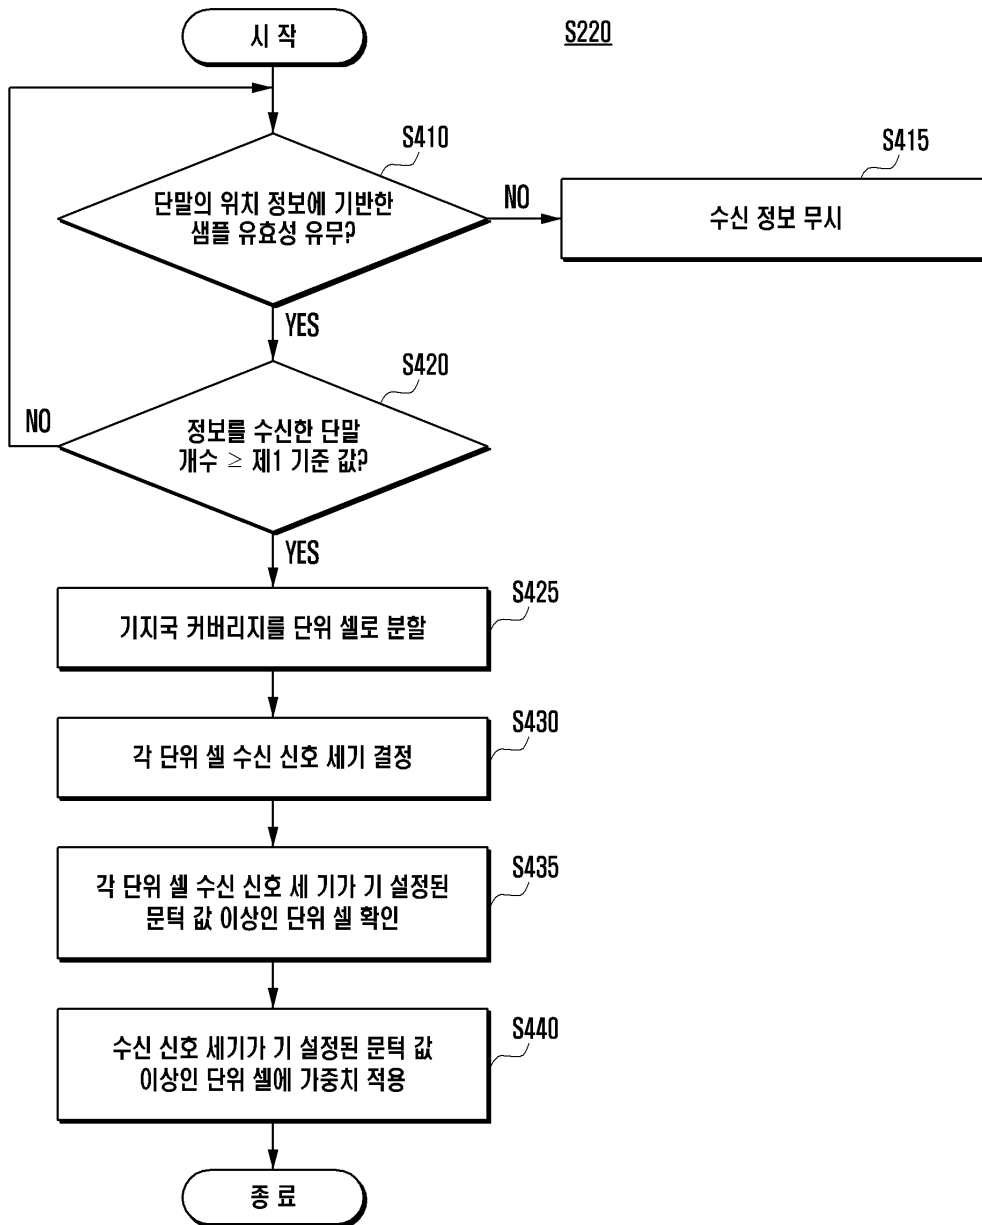 시 작
S220
S410
단말의 위치 정보에 기반한
샘플 유효성 유무?
NO
S415
수신 정보 무시
YES
S420
정보를 수신한 단말
개수 ≥ 제1 기준 값?
NO
YES
S425
기지국 커버리지를 단위 셀로 분할
S430
각 단위 셀 수신 신호 세기 결정
S435
각 단위 셀 수신 신호 세 기가 기 설정된
문턱 값 이상인 단위 셀 확인
S440
수신 신호 세기가 기 설정된 문턱 값
이상인 단위 셀에 가중치 적용
종 료